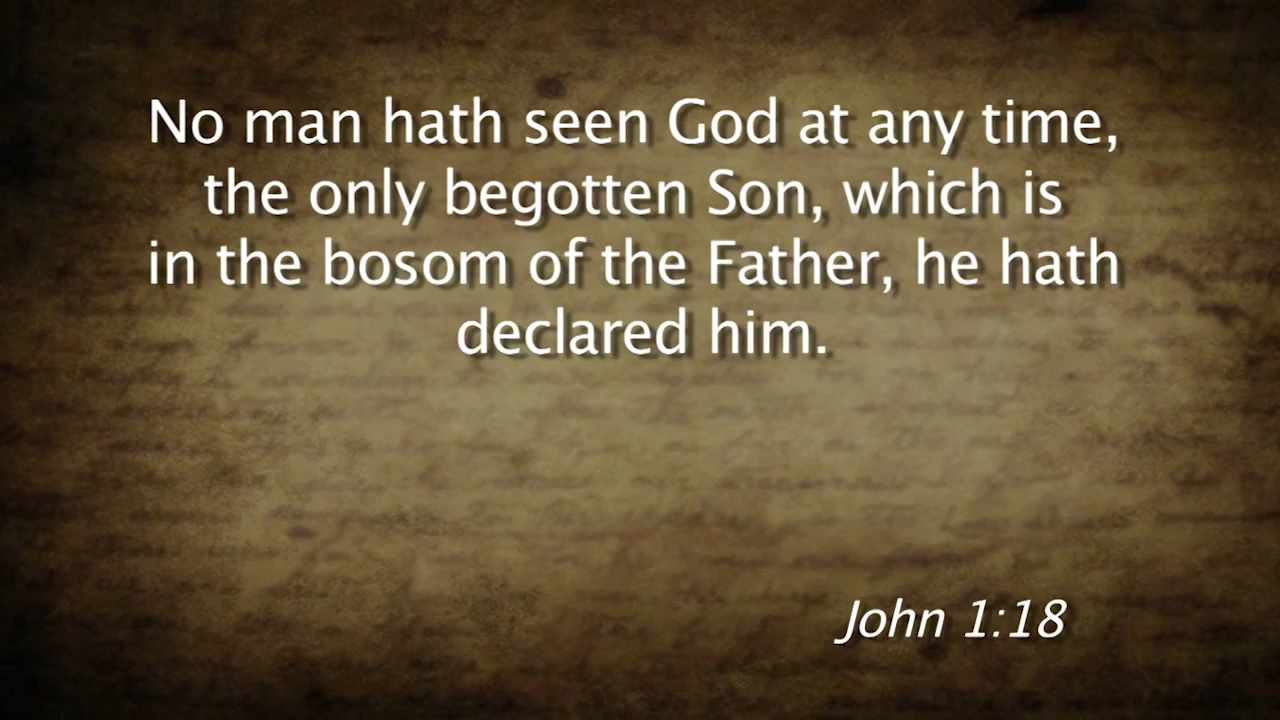 No man hath seen God at any time,
the only begotten Son, which is
in the bosom of the Father, he hath
declared him.
John 1:18